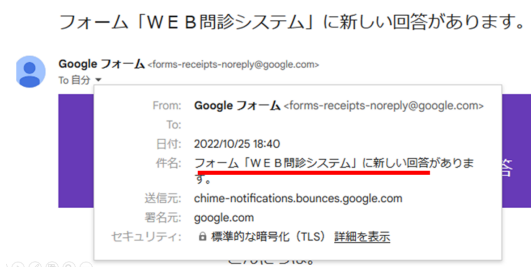 フォーム「ＷＥＢ問診システム」に新しい回答があります。
Google フォーム <forms-receipts-noreply@google.com>
To 自分
From: Google フォーム <forms-receipts-noreply@google.com>
To:
日付: 2022/10/25 18:40
件名: フォーム「ＷＥＢ問診システム」に新しい回答がありま
す。
答
送信元: chime-notifications.bounces.google.com
署名元: google.com
セキュリティ: 標準的な暗号化（TLS） 詳細を表示
こんにちは。